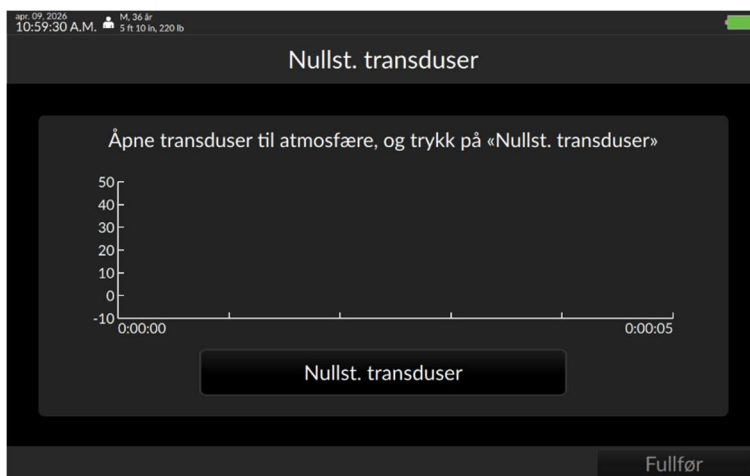 apr. 09, 2026
10:59:30 A.M.
M, 36 år
5 ft 10 in, 220 lb
Nullst. transduser
Åpne transduser til atmosfære, og trykk på «Nullst. transduser»
50
40
30
20
10
0
-10
0:00:00 0:00:05
Nullst. transduser
Fullfør